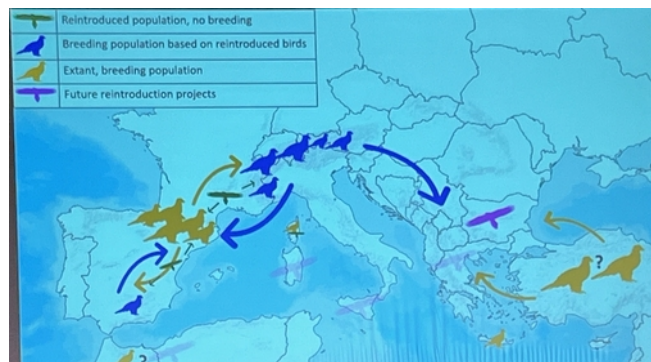 Reintroduced population, no breeding
Breeding population based on reintroduced birds
Extant, breeding population
Future reintroduction projects
?
?